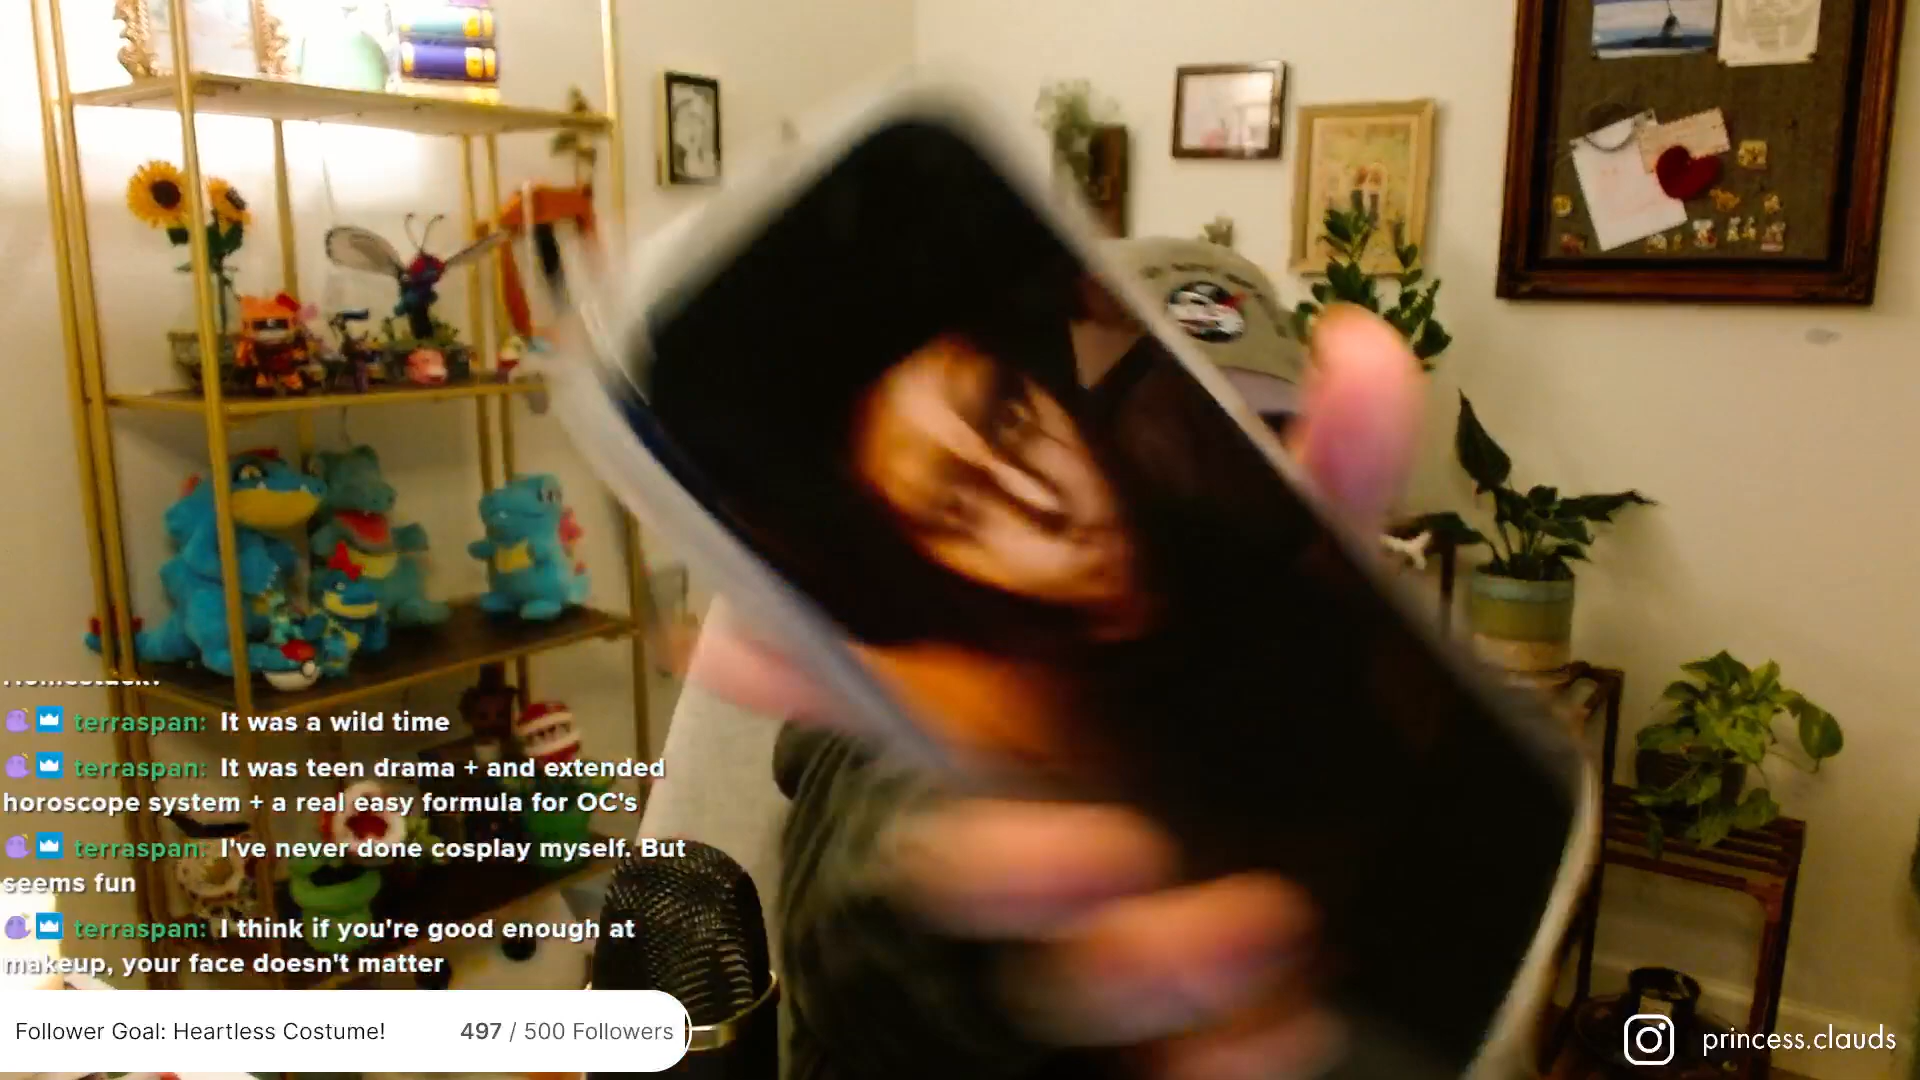 terraspan: It was a wild time
terraspan: It was teen drama + and extended
horoscope system + a real easy formula for OC's
terraspan: I've never done cosplay myself. But
seems fun
terraspan: I think if you're good enough at
makeup, your face doesn't matter
Follower Goal: Heartless Costume! 497 / 500 Followers
princess.clouds